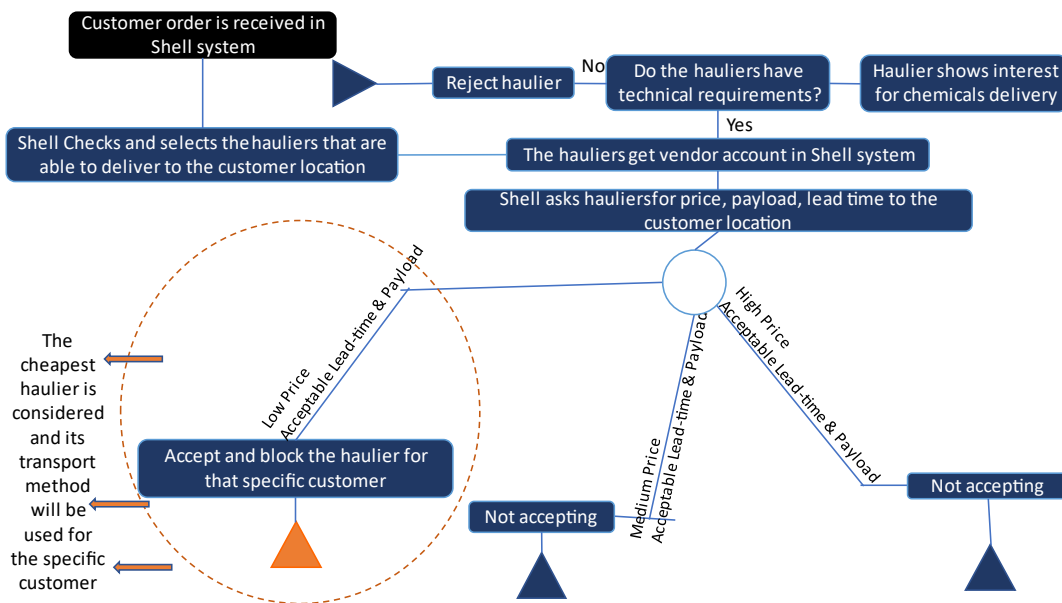 Customer order is received in
Shell system
Reject haulier
No
Do the hauliers have
technical requirements?
Haulier shows interest
for chemicals delivery
Yes
Shell Checks and selects the hauliers that are
able to deliver to the customer location
The hauliers get vendor account in Shell system
Shell asks hauliersfor price, payload, lead time to the
customer location
Low Price
Acceptable Lead-time & Payload
Medium Price
Acceptable Lead-time & Payload
High Price
Acceptable Lead-time & Payload
The
cheapest
haulier is
considered
and its
transport
method
will be
used for
the specific
customer
Accept and block the haulier for
that specific customer
Not accepting
Not accepting